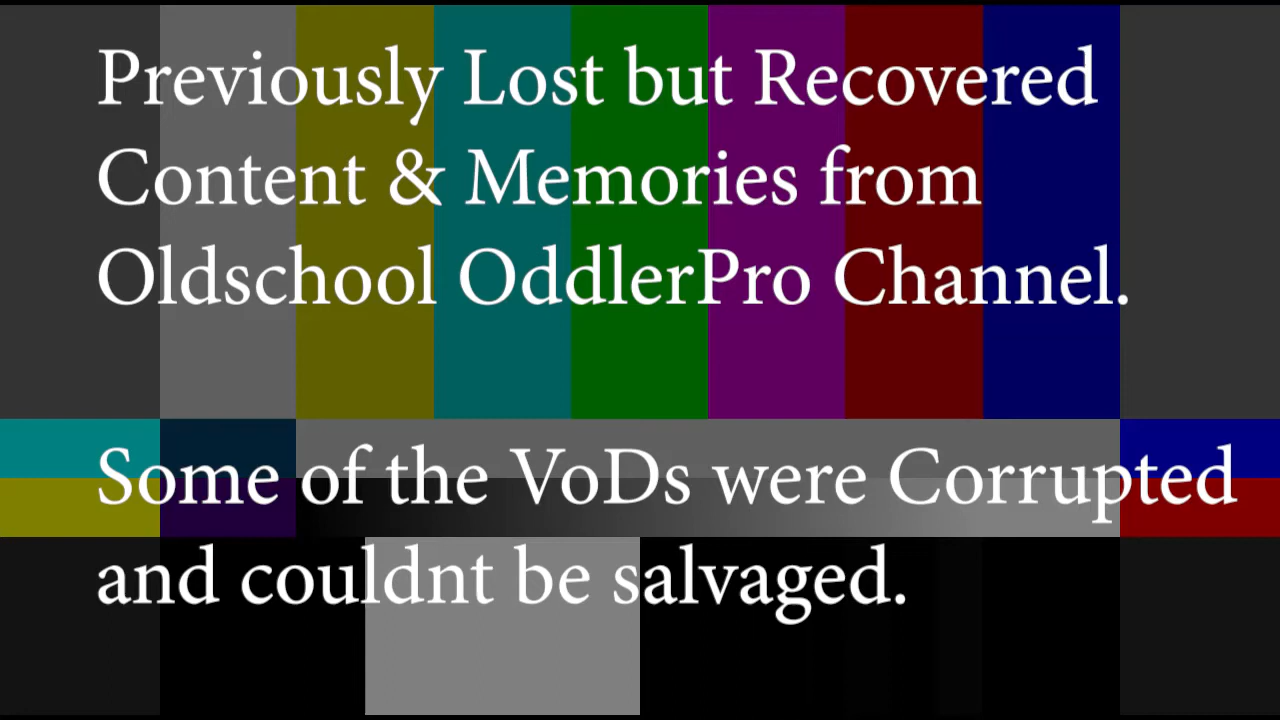 Previously Lost but Recovered
Content & Memories from
Oldschool OddlerPro Channel.
Some of the VoDs were Corrupted
and couldnt be salvaged.